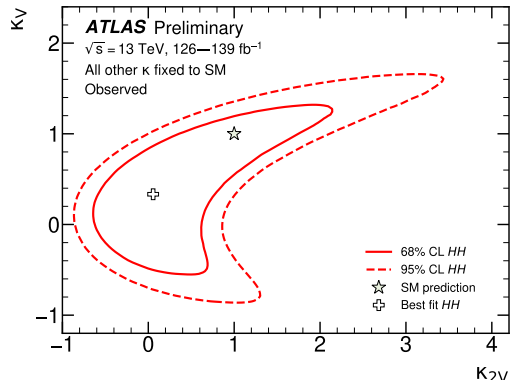 κV
ATLAS Preliminary
√s = 13 TeV, 126—139 fb⁻¹
All other κ fixed to SM
Observed
2
1
0
−1
68% CL HH
95% CL HH
SM prediction
Best fit HH
−1 0 1 2 3 4
κ2V